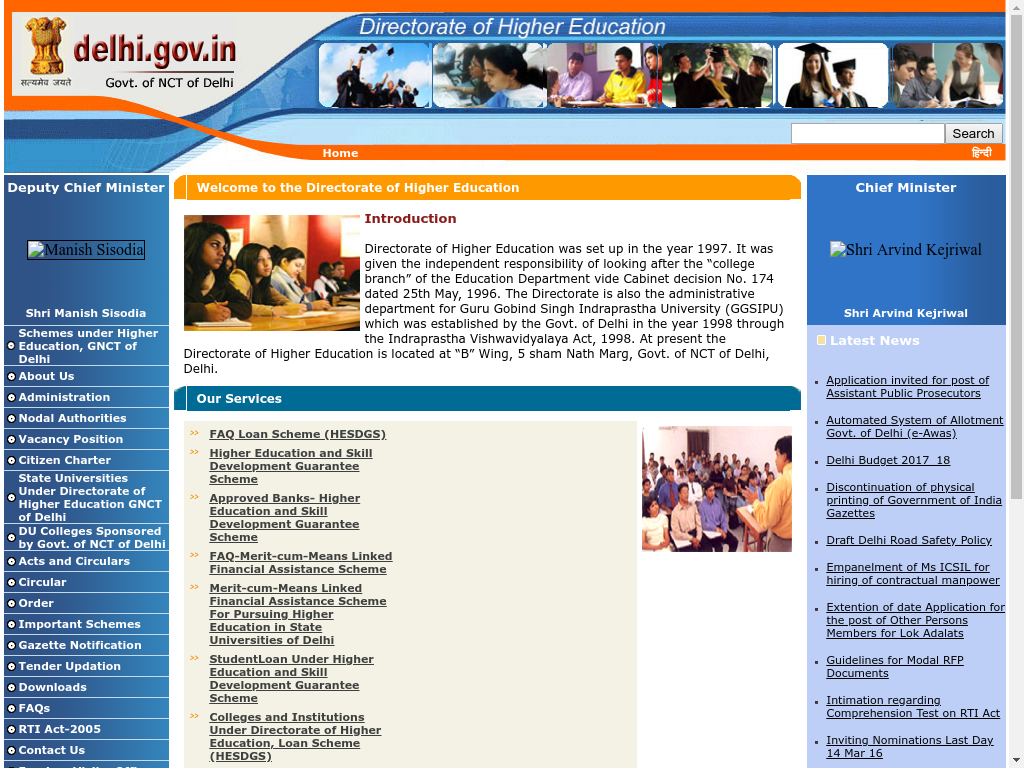 Directorate of Higher Education
delhi.gov.in
सत्यमेव जयते
Govt. of NCT of Delhi
Search
Home
हिन्दी
Deputy Chief Minister
Manish Sisodia
Shri Manish Sisodia
Schemes under Higher
Education, GNCT of
Delhi
About Us
Administration
Nodal Authorities
Vacancy Position
Citizen Charter
State Universities
Under Directorate of
Higher Education GNCT
of Delhi
DU Colleges Sponsored
by Govt. of NCT of Delhi
Acts and Circulars
Circular
Order
Important Schemes
Gazette Notification
Tender Updation
Downloads
FAQs
RTI Act-2005
Contact Us
Welcome to the Directorate of Higher Education
Introduction
Directorate of Higher Education was set up in the year 1997. It was
given the independent responsibility of looking after the “college
branch” of the Education Department vide Cabinet decision No. 174
dated 25th May, 1996. The Directorate is also the administrative
department for Guru Gobind Singh Indraprastha University (GGSIPU)
which was established by the Govt. of Delhi in the year 1998 through
the Indraprastha Vishwavidyalaya Act, 1998. At present the
Directorate of Higher Education is located at “B” Wing, 5 sham Nath Marg, Govt. of NCT of Delhi,
Delhi.
Our Services
>> FAQ Loan Scheme (HESDGS)
>> Higher Education and Skill
Development Guarantee
Scheme
>> Approved Banks- Higher
Education and Skill
Development Guarantee
Scheme
>> FAQ-Merit-cum-Means Linked
Financial Assistance Scheme
>> Merit-cum-Means Linked
Financial Assistance Scheme
For Pursuing Higher
Education in State
Universities of Delhi
>> StudentLoan Under Higher
Education and Skill
Development Guarantee
Scheme
>> Colleges and Institutions
Under Directorate of Higher
Education, Loan Scheme
(HESDGS)
Chief Minister
Shri Arvind Kejriwal
Shri Arvind Kejriwal
Latest News
Application invited for post of
Assistant Public Prosecutors
Automated System of Allotment
Govt. of Delhi (e-Awas)
Delhi Budget 2017_18
Discontinuation of physical
printing of Government of India
Gazettes
Draft Delhi Road Safety Policy
Empanelment of Ms ICSIL for
hiring of contractual manpower
Extention of date Application for
the post of Other Persons
Members for Lok Adalats
Guidelines for Modal RFP
Documents
Intimation regarding
Comprehension Test on RTI Act
Inviting Nominations Last Day
14 Mar 16